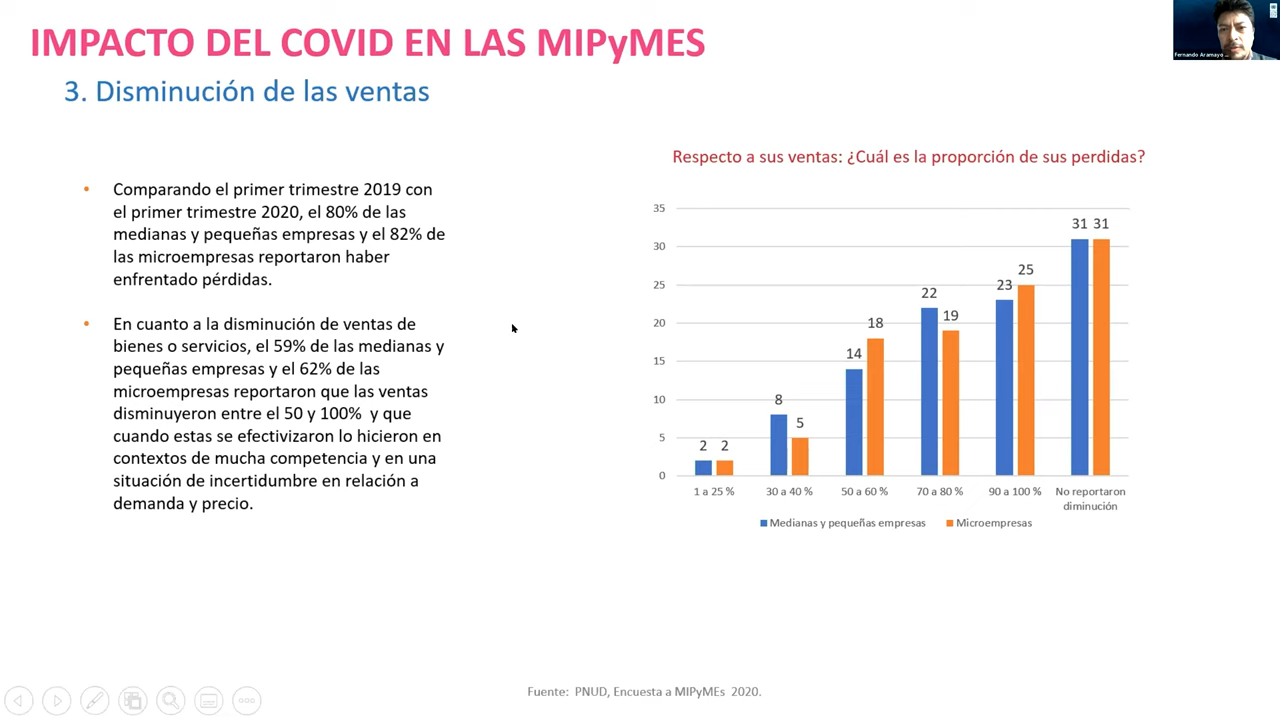 IMPACTO DEL COVID EN LAS MIPyMES
3. Disminución de las ventas
Fernando Aramayo
• Comparando el primer trimestre 2019 con
el primer trimestre 2020, el 80% de las
medianas y pequeñas empresas y el 82% de
las microempresas reportaron haber
enfrentado pérdidas.
• En cuanto a la disminución de ventas de
bienes o servicios, el 59% de las medianas y
pequeñas empresas y el 62% de las
microempresas reportaron que las ventas
disminuyeron entre el 50 y 100% y que
cuando estas se efectivizaron lo hicieron en
contextos de mucha competencia y en una
situación de incertidumbre en relación a
demanda y precio.
Respecto a sus ventas: ¿Cuál es la proporción de sus perdidas?
35
30
25
20
15
10
5
0
2 2
8 5
14 18
22 19
23 25
31 31
1 a 25 % 30 a 40 % 50 a 60 % 70 a 80 % 90 a 100 % No reportaron
diminución
Medianas y pequeñas empresas Microempresas
Fuente: PNUD, Encuesta a MIPyMEs 2020.